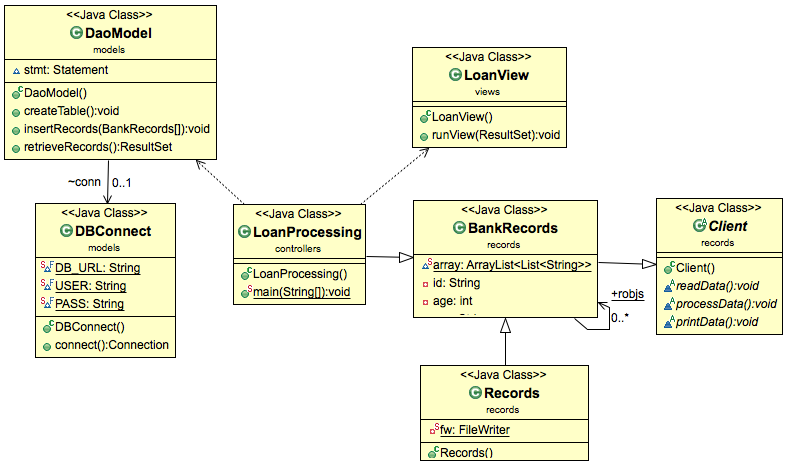 <<Java Class>>
DaoModel
models
stmt: Statement
DaoModel()
createTable():void
insertRecords(BankRecords[]):void
retrieveRecords():ResultSet
~conn 0..1
<<Java Class>>
DBConnect
models
DB_URL: String
USER: String
PASS: String
DBConnect()
connect():Connection
<<Java Class>>
LoanView
views
LoanView()
runView(ResultSet):void
<<Java Class>>
LoanProcessing
controllers
LoanProcessing()
main(String[]):void
<<Java Class>>
BankRecords
records
array: ArrayList<List<String>>
id: String
age: int
+robjs
0..*
<<Java Class>>
Client
records
Client()
readData():void
processData():void
printData():void
<<Java Class>>
Records
records
fw: FileWriter
Records()